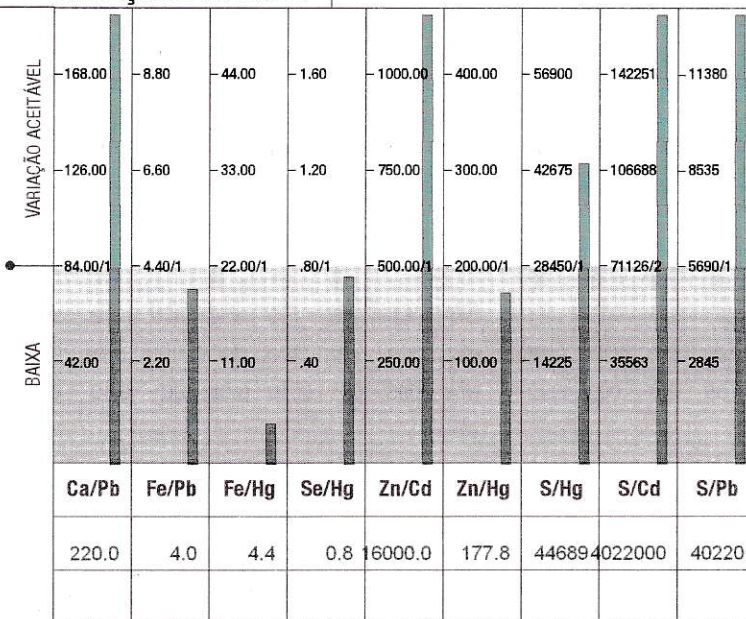 VARIAÇÃO ACEITÁVEL
168.00 8.80 44.00 1.60 1000.00 400.00 56900 142251 11380
126.00 6.60 33.00 1.20 750.00 300.00 42675 106688 8535
84.00/1 4.40/1 22.00/1 .80/1 500.00/1 200.00/1 28450/1 71126/2 5690/1
BAIXA
42.00 2.20 11.00 .40 250.00 100.00 14225 35563 2845
Ca/Pb Fe/Pb Fe/Hg Se/Hg Zn/Cd Zn/Hg S/Hg S/Cd S/Pb
220.0 4.0 4.4 0.8 16000.0 177.8 44689 4022000 40220